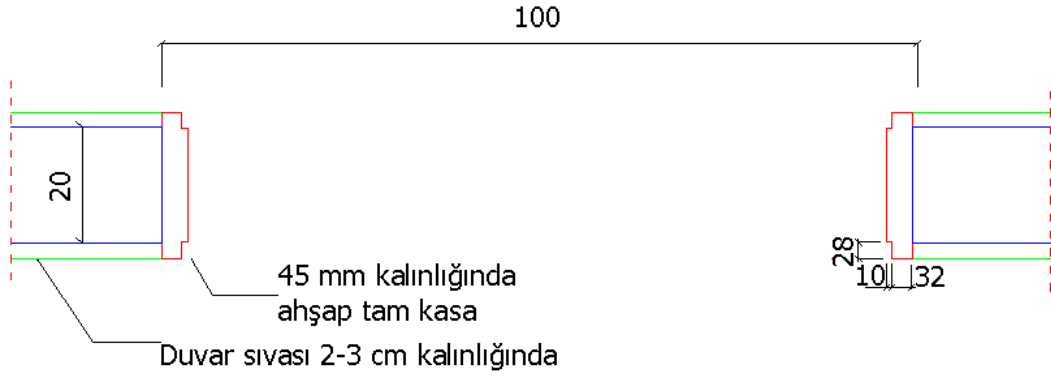 100
20
28
10 32
45 mm kalınlığında
ahşap tam kasa
Duvar sıvası 2-3 cm kalınlığında